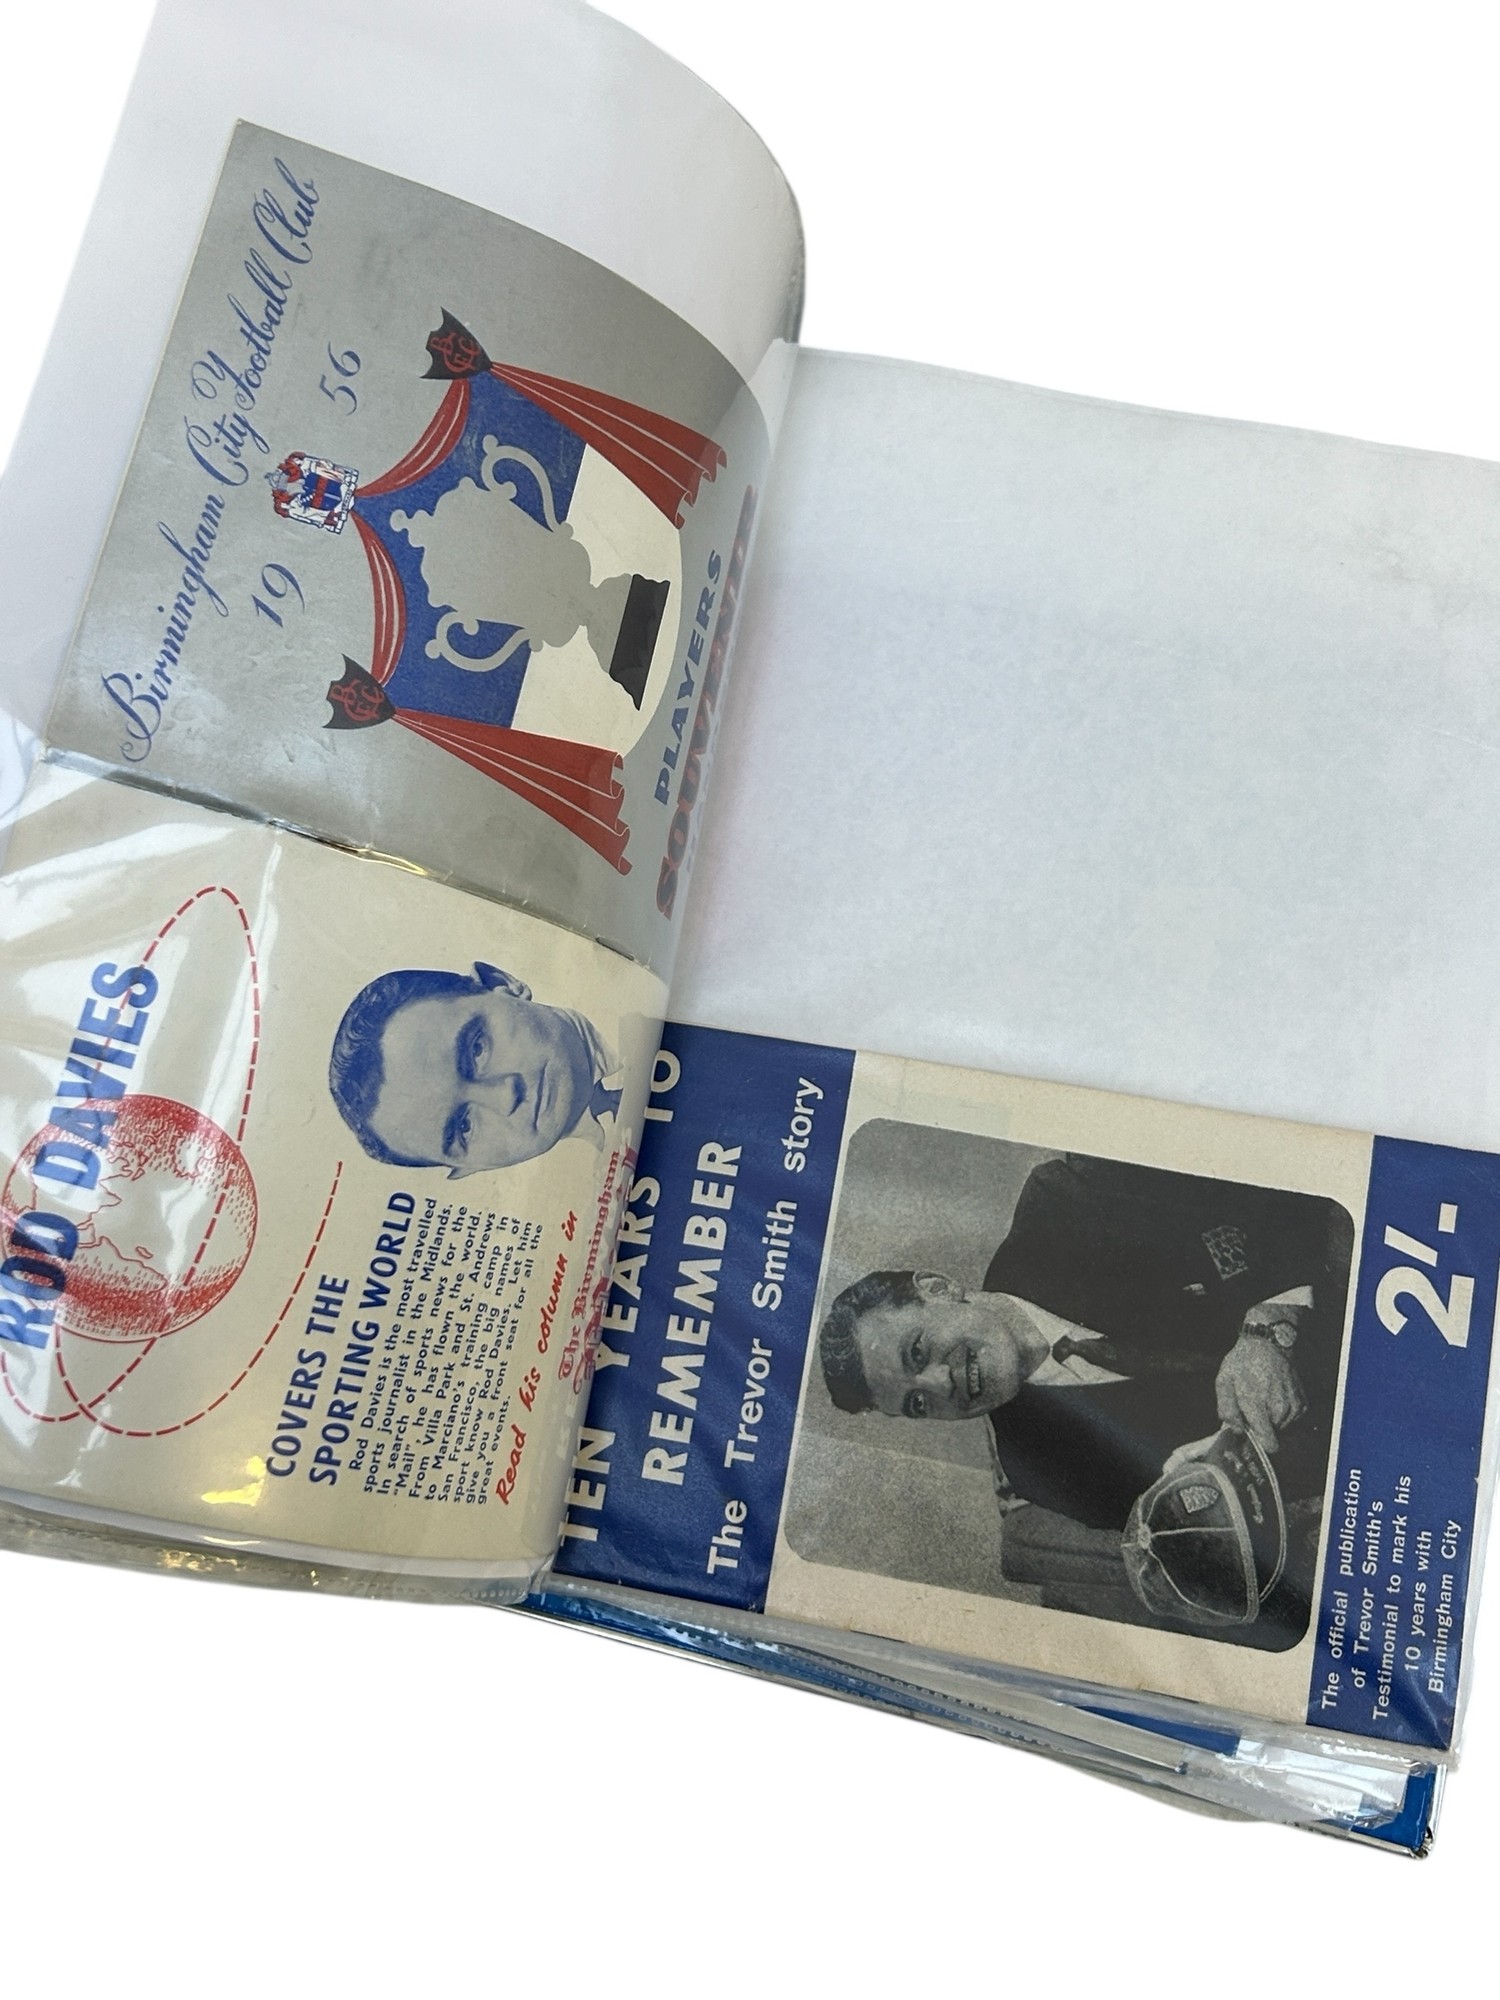 Birmingham City Football Club
19 56
BCFC
BCFC
PLAYERS
SOUVENIR
ROD DAVIES
COVERS THE
SPORTING WORLD
Rod Davies is the most travelled
sports journalist in the Midlands.
In search of sports news for the
"Mail", he has flown the world.
From Villa Park and St. Andrews
to San Marciano's training camp in
San Francisco, the big names of
sport know Rod Davies. Let him
give you a front seat for all the
great events.
Read his column in
The Birmingham
TEN YEARS TO
REMEMBER
The Trevor Smith story
2/-
The official publication
of Trevor Smith's
Testimonial to mark his
10 years with
Birmingham City